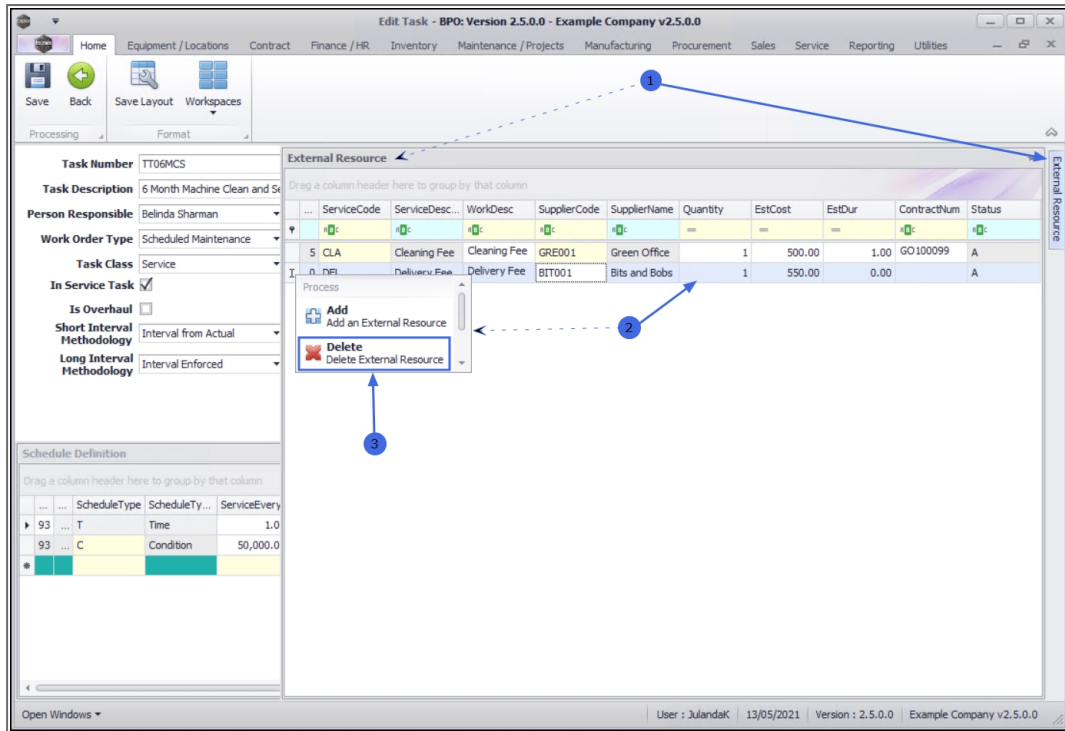 Edit Task - BPO: Version 2.5.0.0 - Example Company v2.5.0.0
Home Equipment / Locations Contract Finance / HR Inventory Maintenance / Projects Manufacturing Procurement Sales Service Reporting Utilities
Save Back Save Layout Workspaces
Processing Format
1
Task Number TT06MCS
Task Description 6 Month Machine Clean and Se
Person Responsible Belinda Sharman
Work Order Type Scheduled Maintenance
Task Class Service
In Service Task
Is Overhaul
Short Interval Methodology Interval from Actual
Long Interval Methodology Interval Enforced
External Resource
External Resource
Drag a column header here to group by that column
... ServiceCode ServiceDesc... WorkDesc SupplierCode SupplierName Quantity EstCost EstDur ContractNum Status
5 CLA Cleaning Fee Cleaning Fee GRE001 Green Office 1 500.00 1.00 GO100099 A
0 DEL Delivery Fee Delivery Fee BIT001 Bits and Bobs 1 550.00 0.00 A
Process
Add
Add an External Resource
Delete
Delete External Resource
2
3
Schedule Definition
Drag a column header here to group by that column
... ... ScheduleType ScheduleTy... ServiceEvery
93 ... T Time 1.0
93 ... C Condition 50,000.0
Open Windows User : JulandaK 13/05/2021 Version : 2.5.0.0 Example Company v2.5.0.0